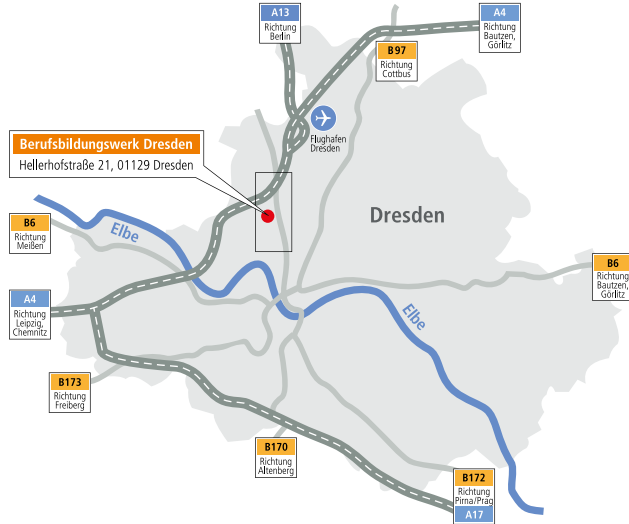 A13
Richtung
Berlin
A4
Richtung
Bautzen,
Görlitz
B97
Richtung
Cottbus
Flughafen
Dresden
Berufsbildungswerk Dresden
Hellerhofstraße 21, 01129 Dresden
Dresden
B6
Richtung
Meißen
Elbe
B6
Richtung
Bautzen,
Görlitz
A4
Richtung
Leipzig,
Chemnitz
Elbe
B173
Richtung
Freiberg
B170
Richtung
Altenberg
B172
Richtung
Pirna/Prag
A17